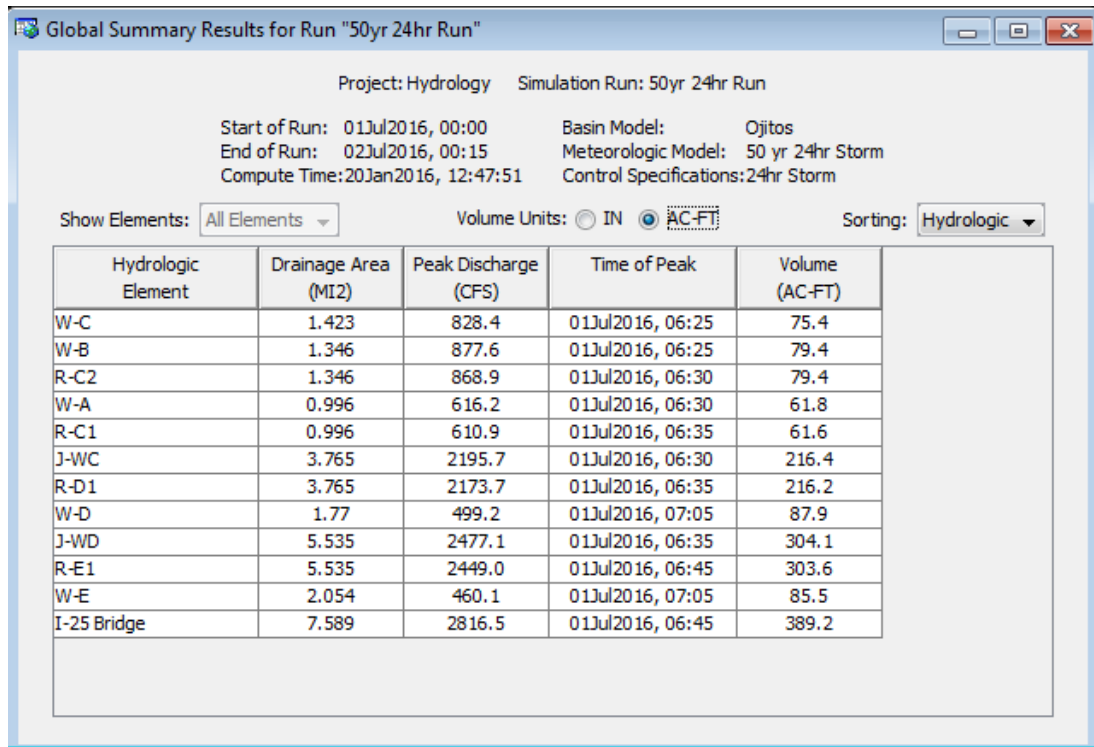 Global Summary Results for Run "50yr 24hr Run"
Project: Hydrology Simulation Run: 50yr 24hr Run
Start of Run: 01Jul2016, 00:00 Basin Model: Ojitos
End of Run: 02Jul2016, 00:15 Meteorologic Model: 50 yr 24hr Storm
Compute Time:20Jan2016, 12:47:51 Control Specifications:24hr Storm
Show Elements: All Elements Volume Units: IN AC-FT Sorting: Hydrologic
Hydrologic Drainage Area Peak Discharge Time of Peak Volume
Element (MI2) (CFS) (AC-FT)
W-C 1.423 828.4 01Jul2016, 06:25 75.4
W-B 1.346 877.6 01Jul2016, 06:25 79.4
R-C2 1.346 868.9 01Jul2016, 06:30 79.4
W-A 0.996 616.2 01Jul2016, 06:30 61.8
R-C1 0.996 610.9 01Jul2016, 06:35 61.6
J-WC 3.765 2195.7 01Jul2016, 06:30 216.4
R-D1 3.765 2173.7 01Jul2016, 06:35 216.2
W-D 1.77 499.2 01Jul2016, 07:05 87.9
J-WD 5.535 2477.1 01Jul2016, 06:35 304.1
R-E1 5.535 2449.0 01Jul2016, 06:45 303.6
W-E 2.054 460.1 01Jul2016, 07:05 85.5
I-25 Bridge 7.589 2816.5 01Jul2016, 06:45 389.2